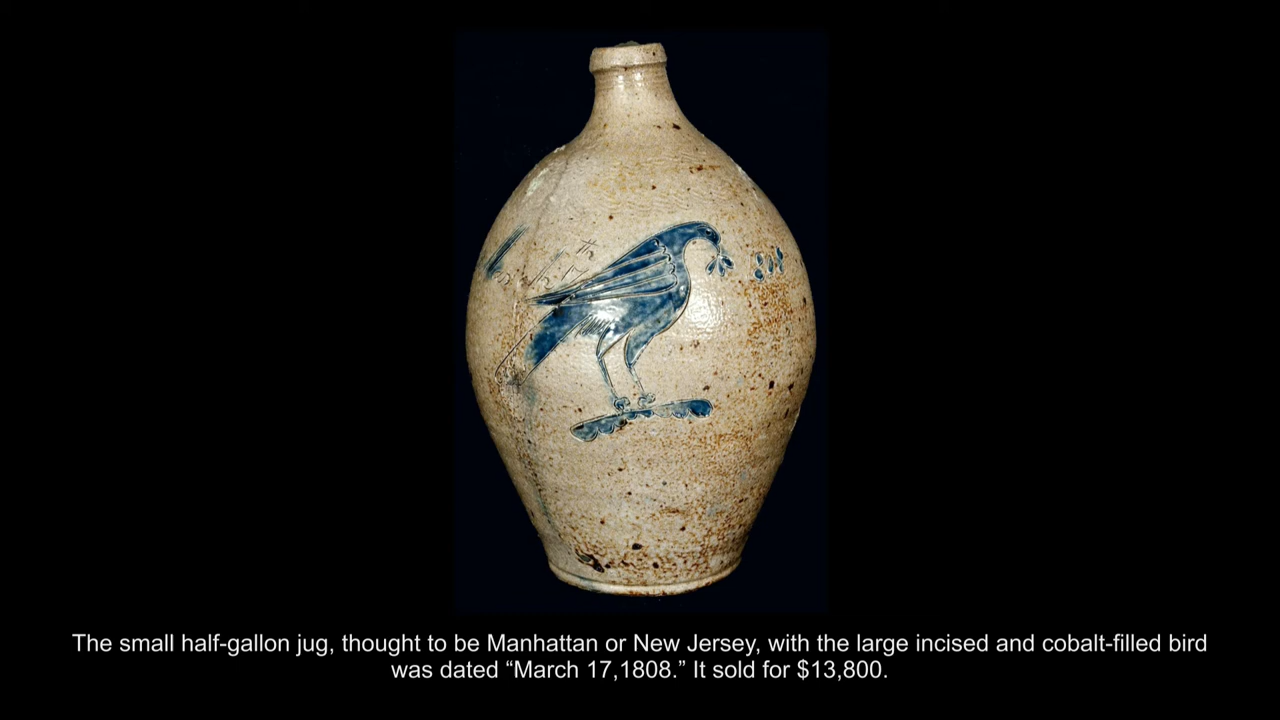 The small half-gallon jug, thought to be Manhattan or New Jersey, with the large incised and cobalt-filled bird
was dated “March 17,1808.” It sold for $13,800.